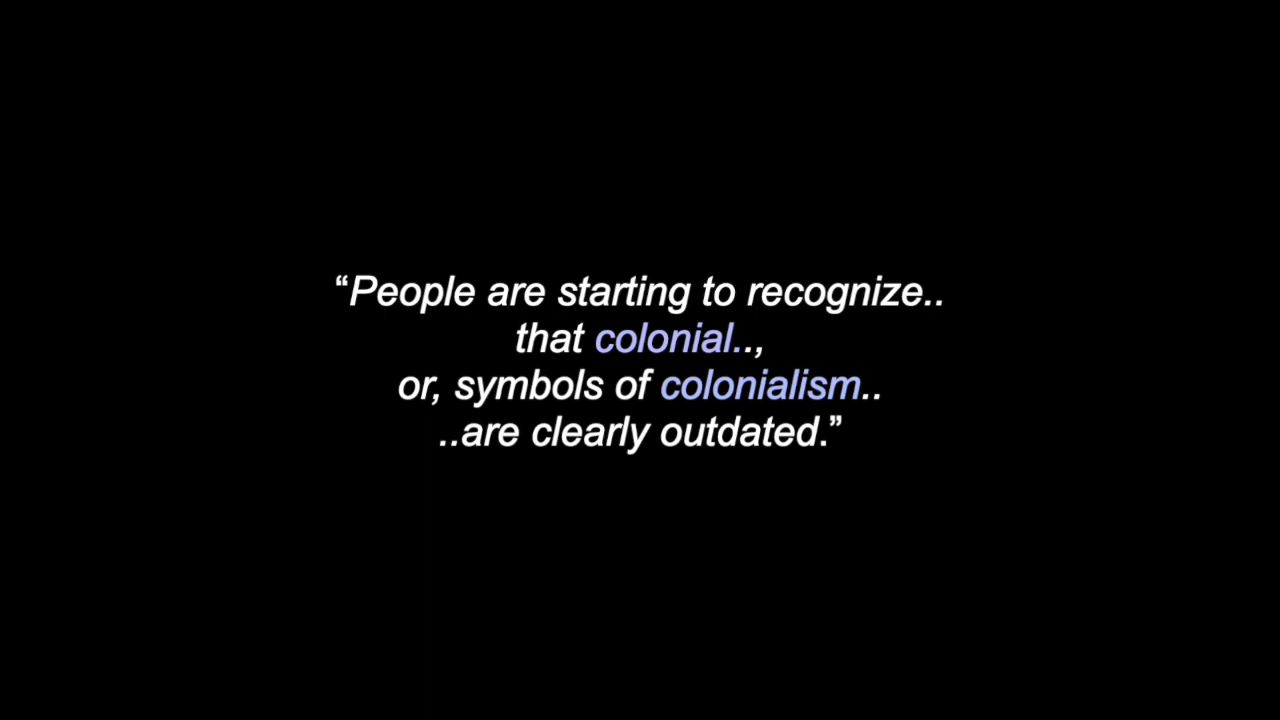 “People are starting to recognize..
that colonial..,
or, symbols of colonialism..
..are clearly outdated.”